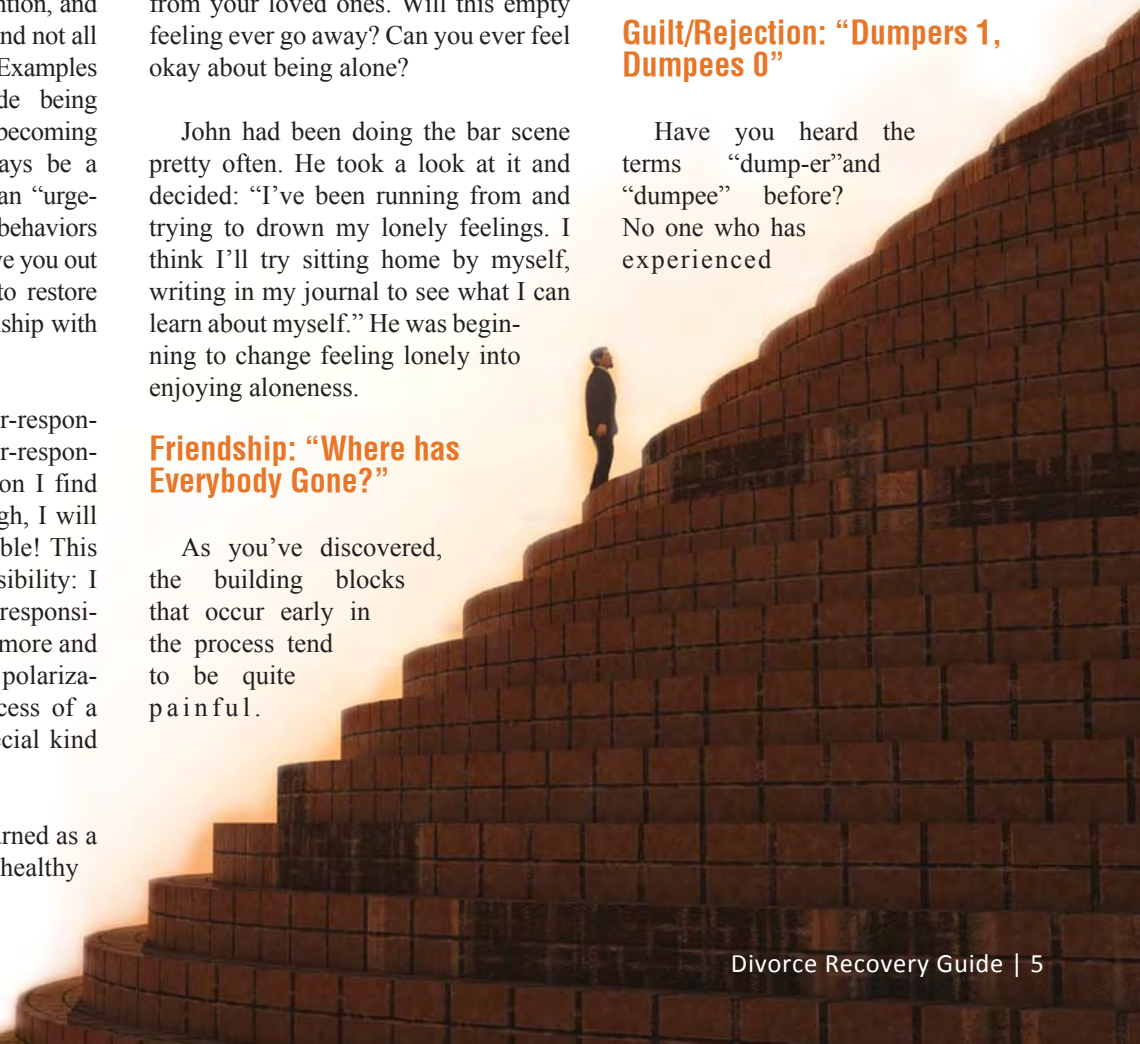 ntion, and
nd not all
Examples
de being
becoming
ays be a
an “urge-
behaviors
ve you out
to restore
ship with
r-respon-
r-respon-
on I find
gh, I will
ble! This
sibility: I
responsi-
more and
polariza-
cess of a
ecial kind
rned as a
healthy
from your loved ones. Will this empty
feeling ever go away? Can you ever feel
okay about being alone?
John had been doing the bar scene
pretty often. He took a look at it and
decided: “I’ve been running from and
trying to drown my lonely feelings. I
think I’ll try sitting home by myself,
writing in my journal to see what I can
learn about myself.” He was begin-
ning to change feeling lonely into
enjoying aloneness.
Friendship: “Where has
Everybody Gone?”
As you’ve discovered,
the building blocks
that occur early in
the process tend
to be quite
painful.
Guilt/Rejection: “Dumpers 1,
Dumpees 0”
Have you heard the
terms “dump-er”and
“dumpee” before?
No one who has
experienced
Divorce Recovery Guide | 5